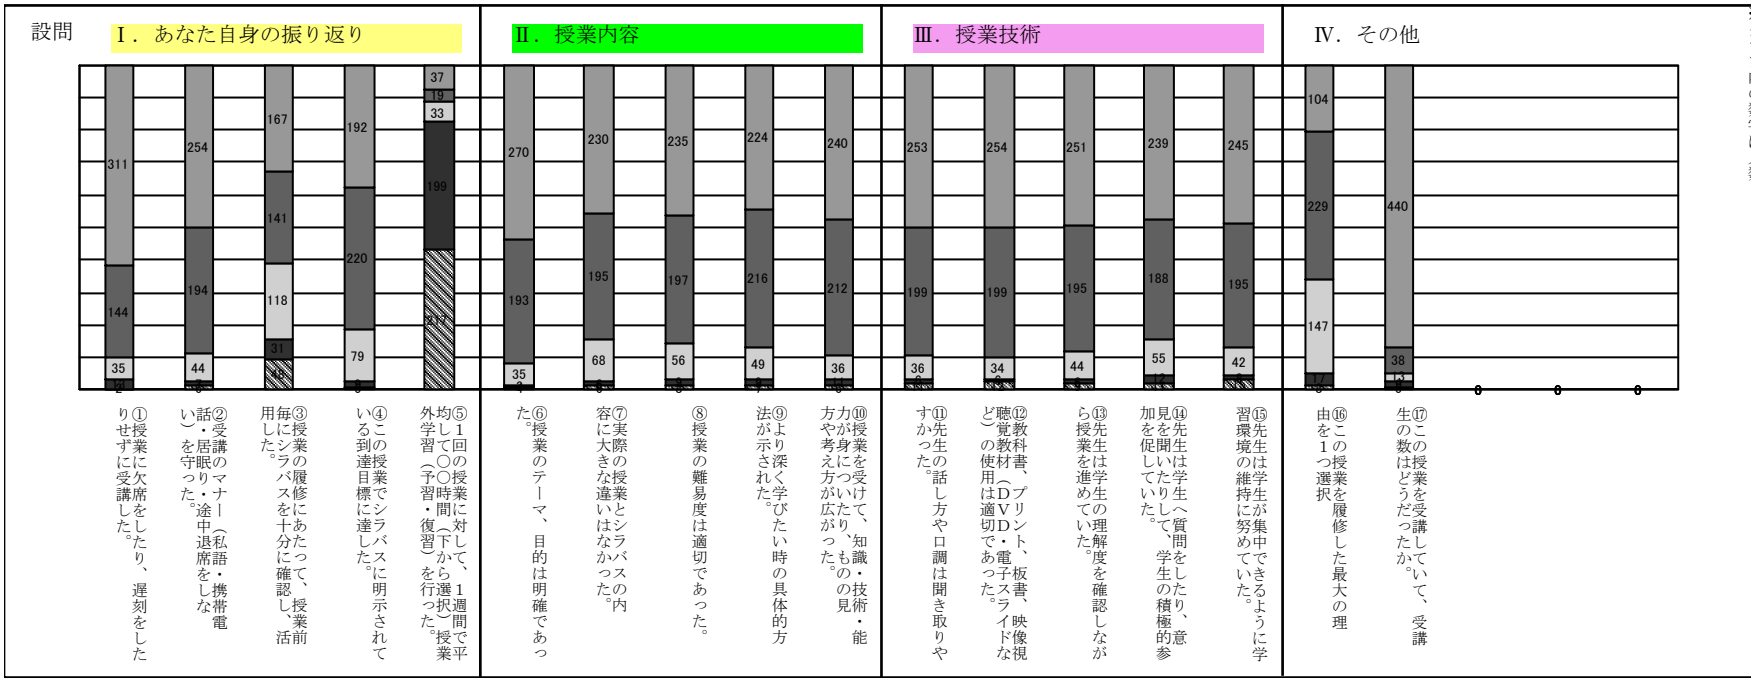 設問
Ⅰ．あなた自身の振り返り
Ⅱ．授業内容
Ⅲ．授業技術
Ⅳ．その他
311
144
35
2
254
194
44
7
167
141
118
31
48
192
220
79
37
19
33
199
217
270
193
35
230
195
68
235
197
56
224
216
49
240
212
36
11
253
199
36
254
199
34
251
195
44
239
188
55
12
245
195
42
104
229
147
17
440
38
13
0
0
0
①授業に欠席をしたり、遅刻をした
りせずに受講した。
②受講のマナー（私語・携帯電
話・居眠り・途中退席をしな
い）を守った。
③授業の履修にあたって、授業前
毎にシラバスを十分に確認し、活
用した。
④この授業でシラバスに明示されて
いる到達目標に達した。
⑤１回の授業に対して、１週間で平
均して〇〇時間（下から選択）授業
外学習（予習・復習）を行った。
⑥授業のテーマ、目的は明確であっ
た。
⑦実際の授業とシラバスの内
容に大きな違いはなかった。
⑧授業の難易度は適切であった。
⑨より深く学びたい時の具体的方
法が示された。
⑩授業を受けて、知識・技術・能
力が身についたり、ものの見
方や考え方が広がった。
⑪先生の話し方や口調は聞き取りや
すかった。
⑫教科書、プリント、板書、映像視
聴覚教材（ＤＶＤ・電子スライドな
ど）の使用は適切であった。
⑬先生は学生の理解度を確認しなが
ら授業を進めていた。
⑭先生は学生へ質問をしたり、意
見を聞いたりして、学生の積極的参
加を促していた。
⑮先生は学生が集中できるように学
習環境の維持に努めていた。
⑯この授業を履修した最大の理
由を１つ選択
⑰この授業を受講していて、受講
生の数はどうだったか。